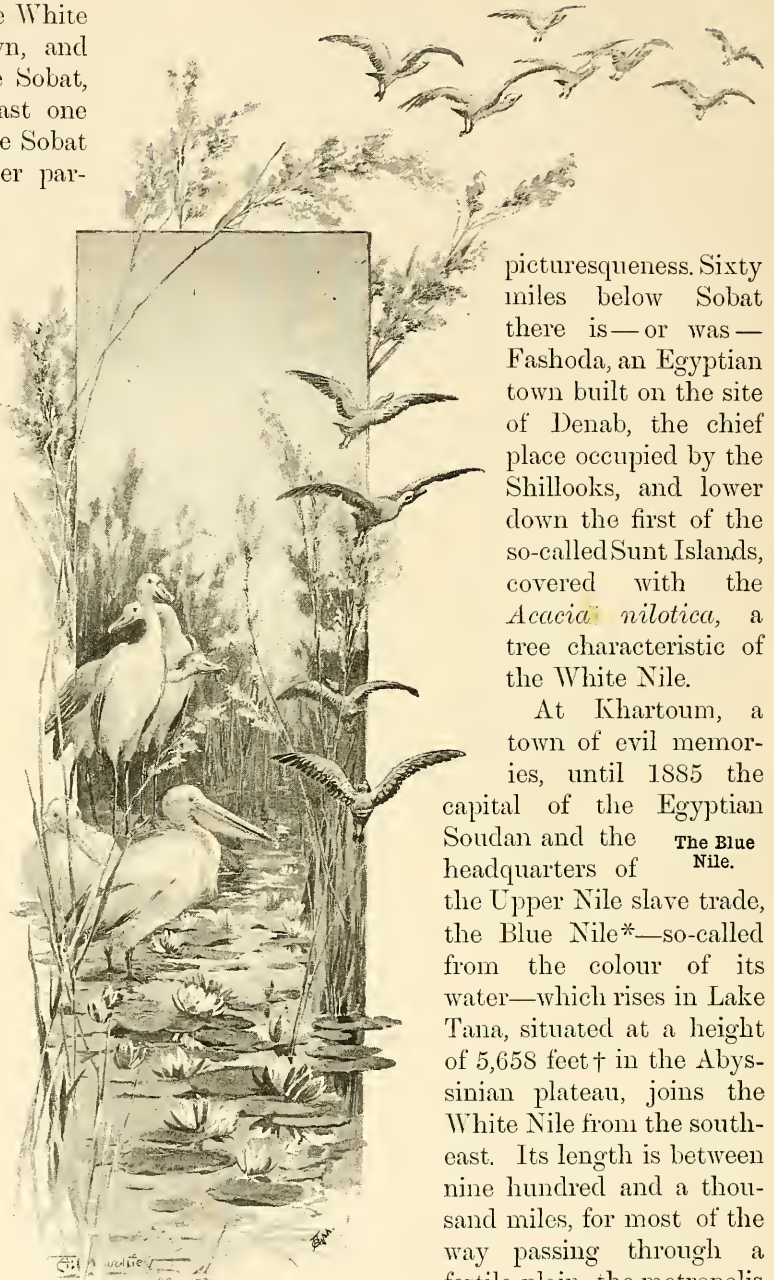 White
and
Sobat,
one
Sobat
par-
picturesqueness. Sixty
miles below Sobat
there is — or was —
Fashoda, an Egyptian
town built on the site
of Denab, the chief
place occupied by the
Shillooks, and lower
down the first of the
so-called Sunt Islands,
covered with the
Acacia nilotica, a
tree characteristic of
the White Nile.
At Khartoum, a
town of evil memor-
ies, until 1885 the
capital of the Egyptian
Soudan and the
headquarters of
The Blue
Nile.
the Upper Nile slave trade,
the Blue Nile*—so-called
from the colour of its
water—which rises in Lake
Tana, situated at a height
of 5,658 feet† in the Abys-
sinian plateau, joins the
White Nile from the south-
east. Its length is between
nine hundred and a thou-
sand miles, for most of the
way passing through a